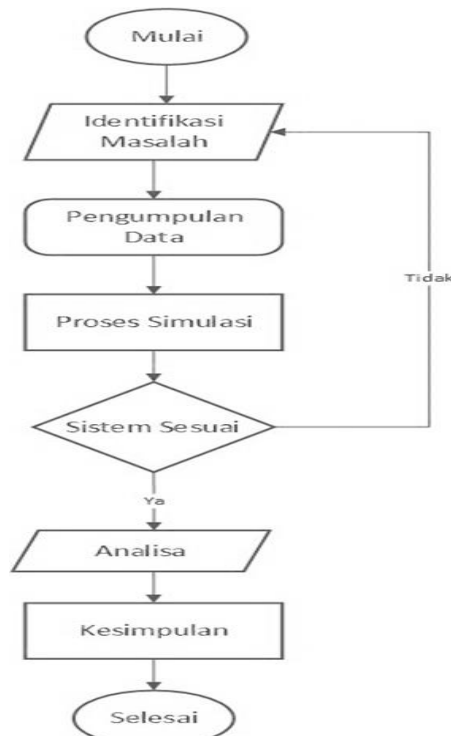 Mulai
Identifikasi
Masalah
Pengumpulan
Data
Tidak
Proses Simulasi
Sistem Sesuai
Ya
Analisa
Kesimpulan
Selesai